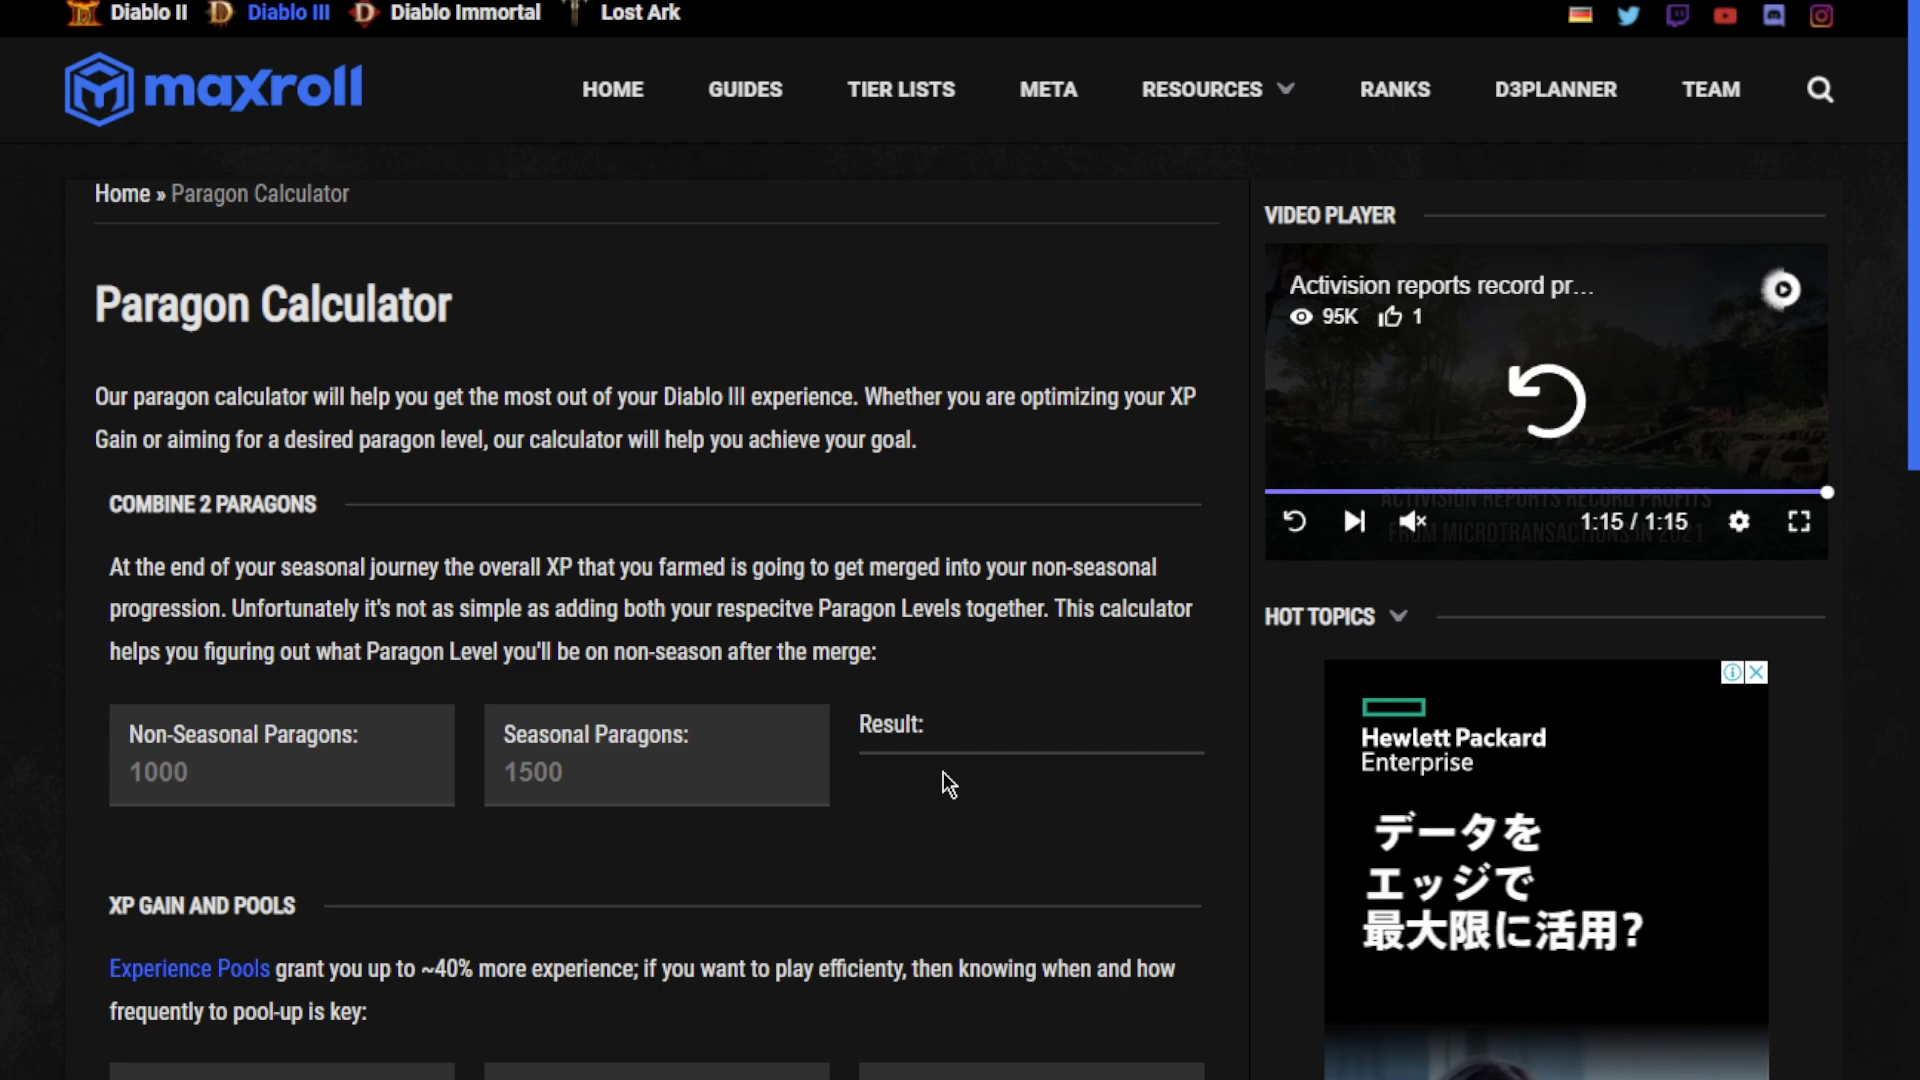 Diablo II Diablo III Diablo Immortal Lost Ark
maxroll
HOME GUIDES TIER LISTS META RESOURCES RANKS D3PLANNER TEAM
Home » Paragon Calculator
Paragon Calculator
Our paragon calculator will help you get the most out of your Diablo III experience. Whether you are optimizing your XP
Gain or aiming for a desired paragon level, our calculator will help you achieve your goal.
COMBINE 2 PARAGONS
At the end of your seasonal journey the overall XP that you farmed is going to get merged into your non-seasonal
progression. Unfortunately it's not as simple as adding both your respecitve Paragon Levels together. This calculator
helps you figuring out what Paragon Level you'll be on non-season after the merge:
Non-Seasonal Paragons:
1000
Seasonal Paragons:
1500
Result:
XP GAIN AND POOLS
Experience Pools grant you up to ~40% more experience; if you want to play efficienty, then knowing when and how
frequently to pool-up is key:
VIDEO PLAYER
Activision reports record pr...
95K 1
ACTIVISION REPORTS RECORD PROFITS
FROM MICROTRANSACTIONS IN 2021
1:15 / 1:15
HOT TOPICS
Hewlett Packard
Enterprise
データを
エッジで
最大限に活用?